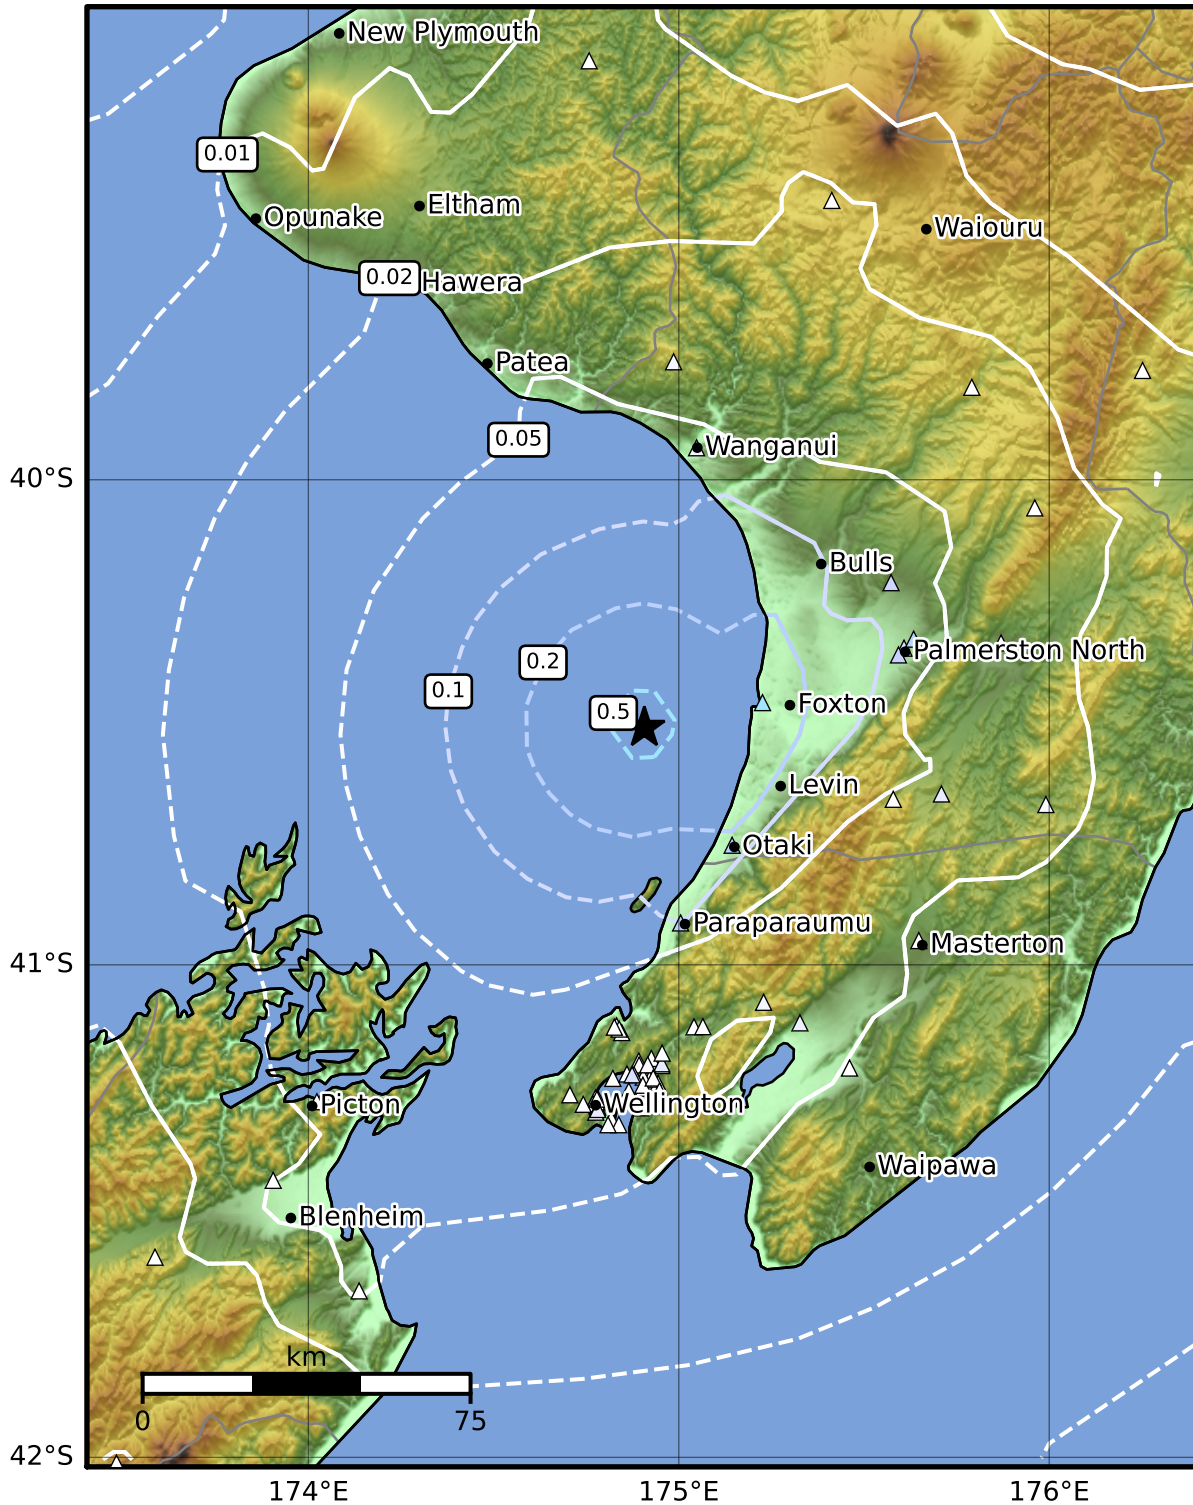 New Plymouth
0.01
Opunake
Eltham
Waiouru
0.02
Hawera
Patea
0.05
Wanganui
40°S
Bulls
Palmerston North
0.2
0.1
0.5
Foxton
Levin
Otaki
Paraparaumu
Masterton
41°S
Picton
Wellington
Waipawa
Blenheim
km
0
75
42°S
174°E
175°E
176°E